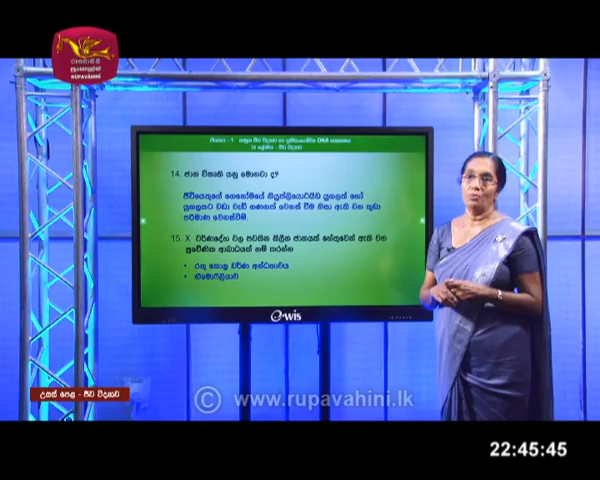 රූපවාහිනී
RUPAVAHINI
13 ශ්‍රේණිය - ජීව විද්‍යාව
14. ජාන විකෘති යනු මොනවා ද?
ජීවියෙකුගේ ගෙනෝමයේ නියුක්ලියොටයිඩ යුගලක් හෝ
යුගලකට වඩා වැඩි ගණනක් වෙනස් වීම නිසා ඇති වන කුඩා
පරිමාණ වෙනස්වීම්.
15. X වර්ණදේහ වල පවතින නිලීන ජානයක් හේතුවෙන් ඇති වන
ප්‍රවේණික ආබාධයක් නම් කරන්න
• රතු කොල වර්ණ අන්ධතාවය
• හිමොෆිලියාව
e-wis
උසස් පෙළ - ජීව විද්‍යාව
© www.rupavahini.lk
22:45:45